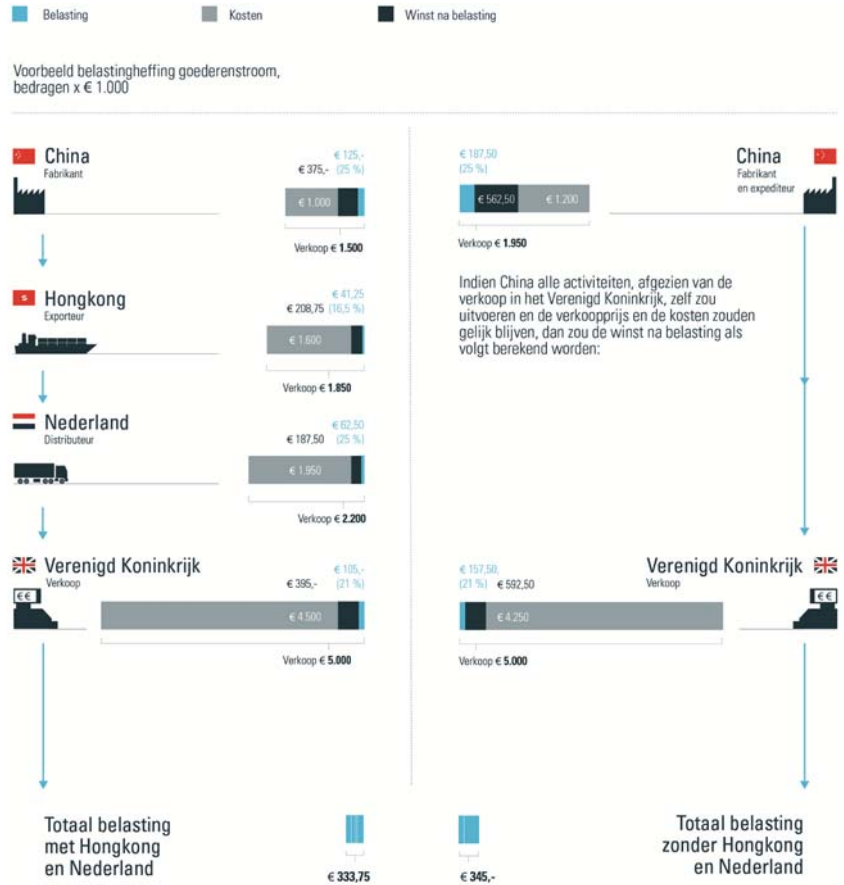 Belasting
Kosten
Winst na belasting
Voorbeeld belastingheffing goederenstroom,
bedragen x € 1.000
China
Fabrikant
€ 125,-
€ 375,- (25 %)
€ 1.000
Verkoop € 1.500
Hongkong
Exporteur
€ 41,25
€ 208,75 (16,5 %)
€ 1.600
Verkoop € 1.850
Nederland
Distributeur
€ 62,50
€ 187,50 (25 %)
€ 1.950
Verkoop € 2.200
Verenigd Koninkrijk
Verkoop
€€
€ 105,-
€ 395,- (21 %)
€ 4.500
Verkoop € 5.000
Totaal belasting
met Hongkong
en Nederland
€ 333,75
China
Fabrikant
en expediteur
€ 187,50
(25 %)
€ 562,50
€ 1.200
Verkoop € 1.950
Indien China alle activiteiten, afgezien van de
verkoop in het Verenigd Koninkrijk, zelf zou
uitvoeren en de verkoopprijs en de kosten zouden
gelijk blijven, dan zou de winst na belasting als
volgt berekend worden:
Verenigd Koninkrijk
Verkoop
€€
€ 157,50,
(21 %) € 592,50
€ 4.250
Verkoop € 5.000
Totaal belasting
zonder Hongkong
en Nederland
€ 345,-